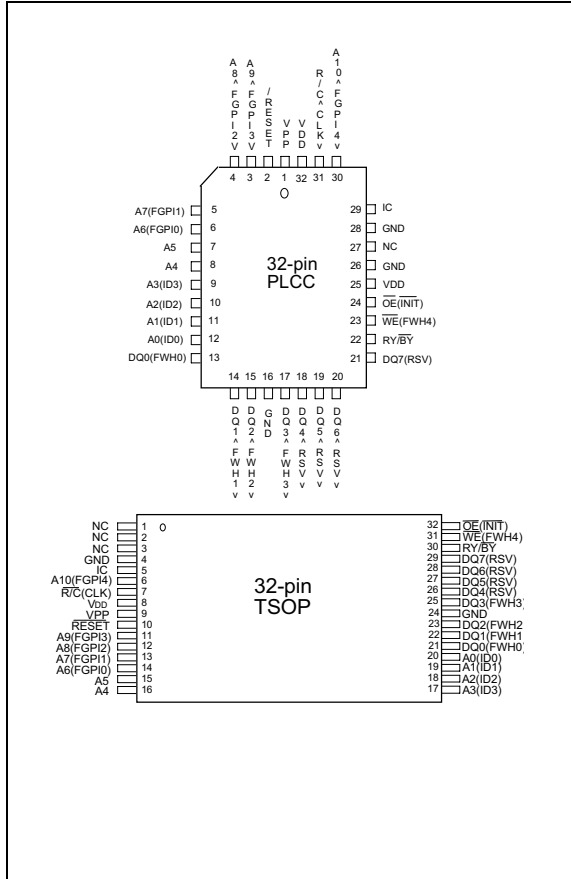 A8^FGPI2V
A9^FGPI3V
/RESET
VPP
VDD
R/C^CLKv
A10^FGPI4v
4 3 2 1 32 31 30
A7(FGPI1) 5
A6(FGPI0) 6
A5 7
A4 8
A3(ID3) 9
A2(ID2) 10
A1(ID1) 11
A0(ID0) 12
DQ0(FWH0) 13
32-pin
PLCC
29 IC
28 GND
27 NC
26 GND
25 VDD
24 OE(INIT)
23 WE(FWH4)
22 RY/BY
21 DQ7(RSV)
14 15 16 17 18 19 20
DQ1^FWH1v
DQ2^FWH2v
GND
DQ3^FWH3v
DQ4^RSVv
DQ5^RSVv
DQ6^RSVv
NC 1
NC 2
NC 3
GND 4
IC 5
A10(FGPI4) 6
R/C(CLK) 7
VDD 8
VPP 9
RESET 10
A9(FGPI3) 11
A8(FGPI2) 12
A7(FGPI1) 13
A6(FGPI0) 14
A5 15
A4 16
32-pin
TSOP
32 OE(INIT)
31 WE(FWH4)
30 RY/BY
29 DQ7(RSV)
28 DQ6(RSV)
27 DQ5(RSV)
26 DQ4(RSV)
25 DQ3(FWH3)
24 GND
23 DQ2(FWH2
22 DQ1(FWH1
21 DQ0(FWH0)
20 A0(ID0)
19 A1(ID1)
18 A2(ID2)
17 A3(ID3)